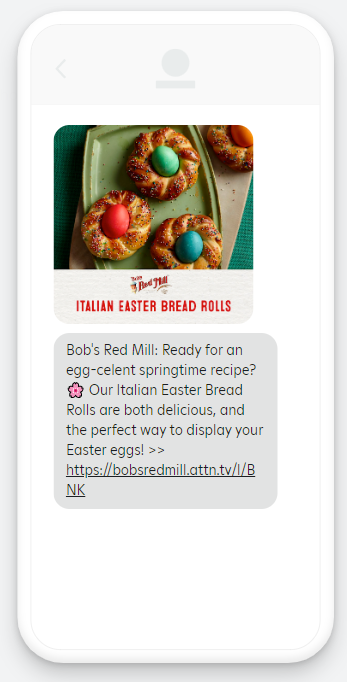 Bob's
Red Mill
ITALIAN EASTER BREAD ROLLS
Bob's Red Mill: Ready for an
egg-celent springtime recipe?
🌸 Our Italian Easter Bread
Rolls are both delicious, and
the perfect way to display your
Easter eggs! >>
https://bobsredmill.attn.tv/l/B
NK